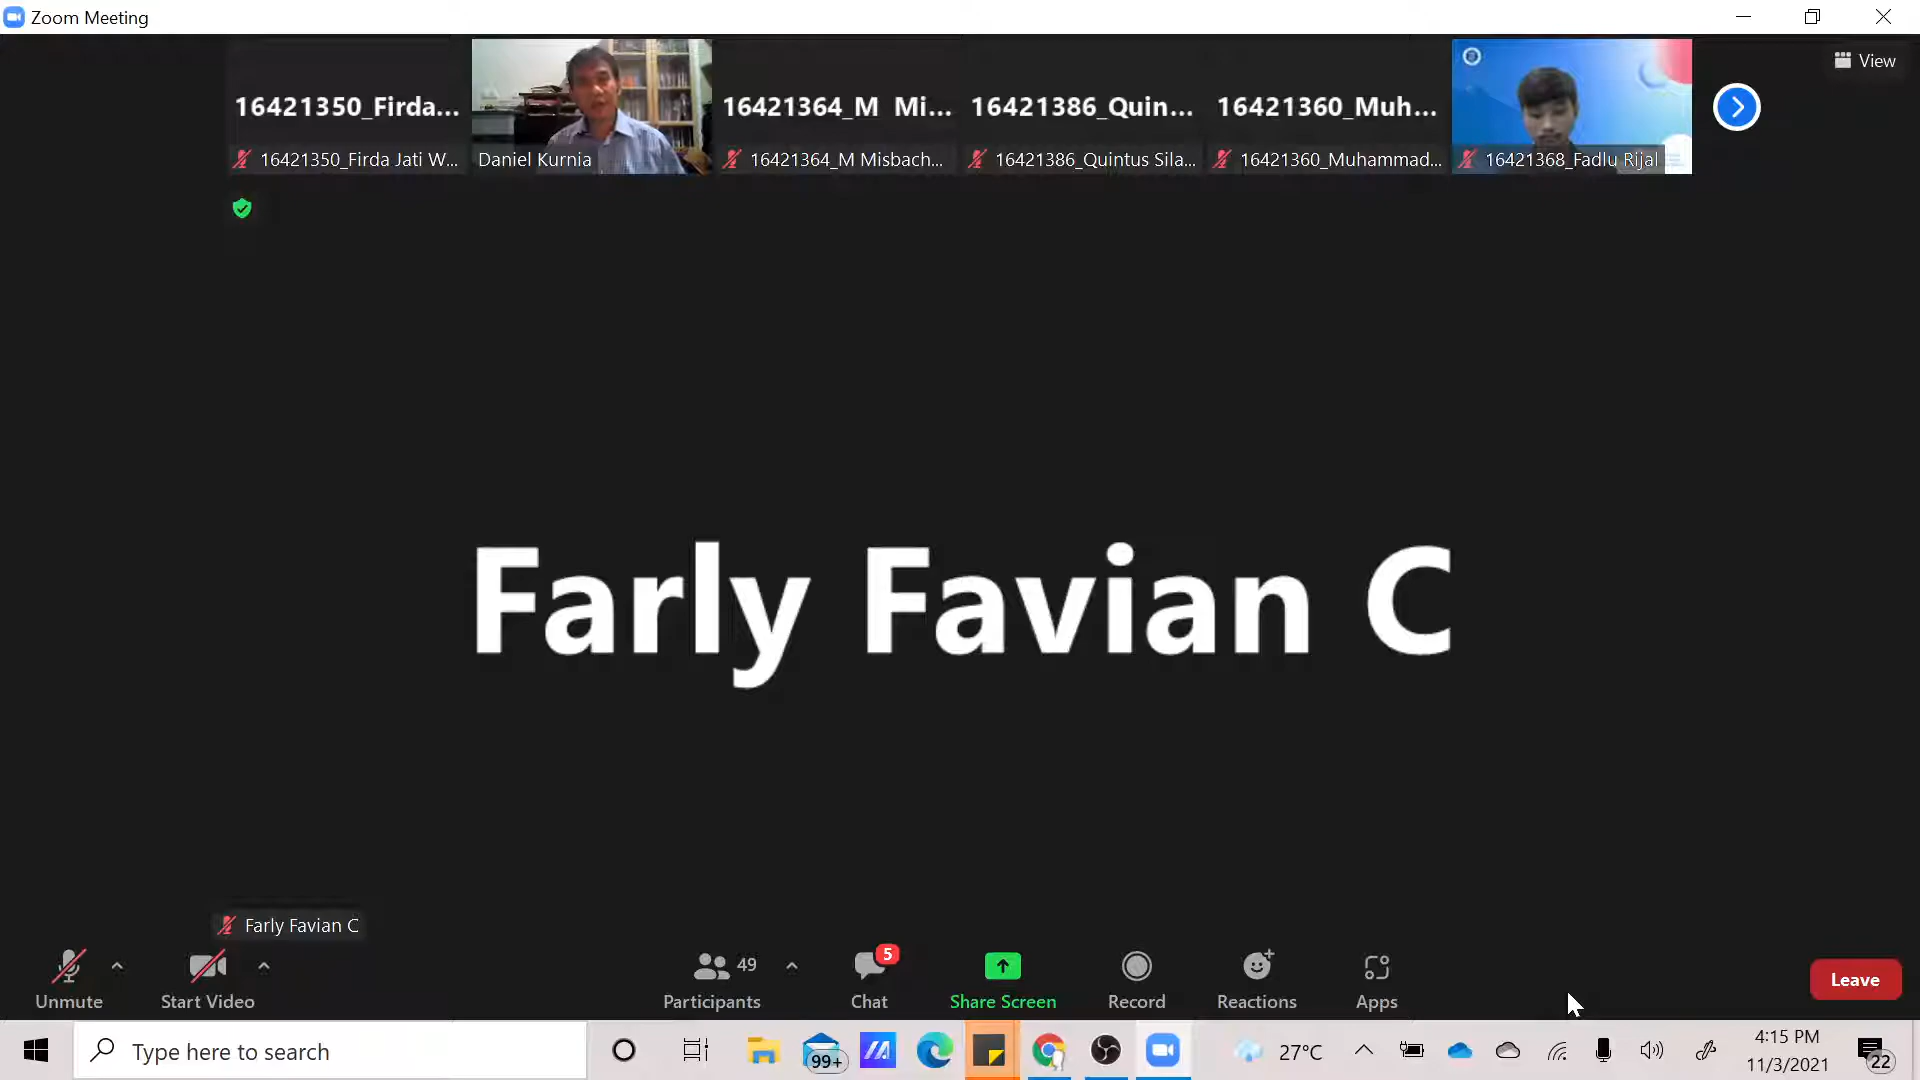 Zoom Meeting
16421350_Firda...
16421364_M Mi...
16421386_Quin...
16421360_Muh...
View
16421350_Firda Jati W...
Daniel Kurnia
16421364_M Misbach...
16421386_Quintus Sila...
16421360_Muhammad...
16421368_Fadlu Rijal
Farly Favian C
Farly Favian C
49
5
Unmute
Start Video
Participants
Chat
Share Screen
Record
Reactions
Apps
Leave
Type here to search
99+
27°C
4:15 PM
11/3/2021
22